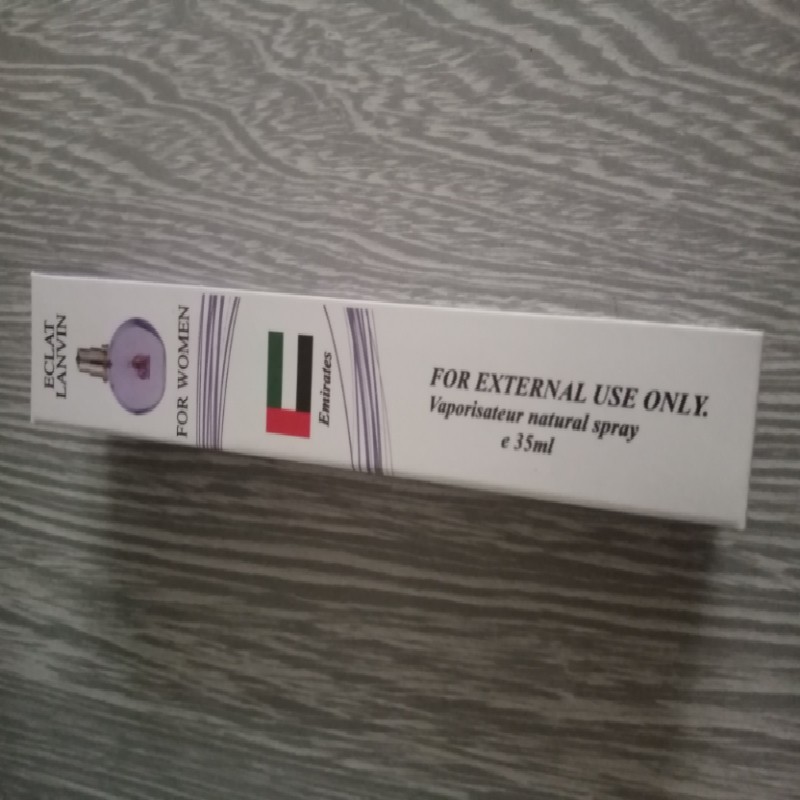 ECLAT
LANVIN
FOR WOMEN
Emirates
FOR EXTERNAL USE ONLY.
Vaporisateur natural spray
e 35ml